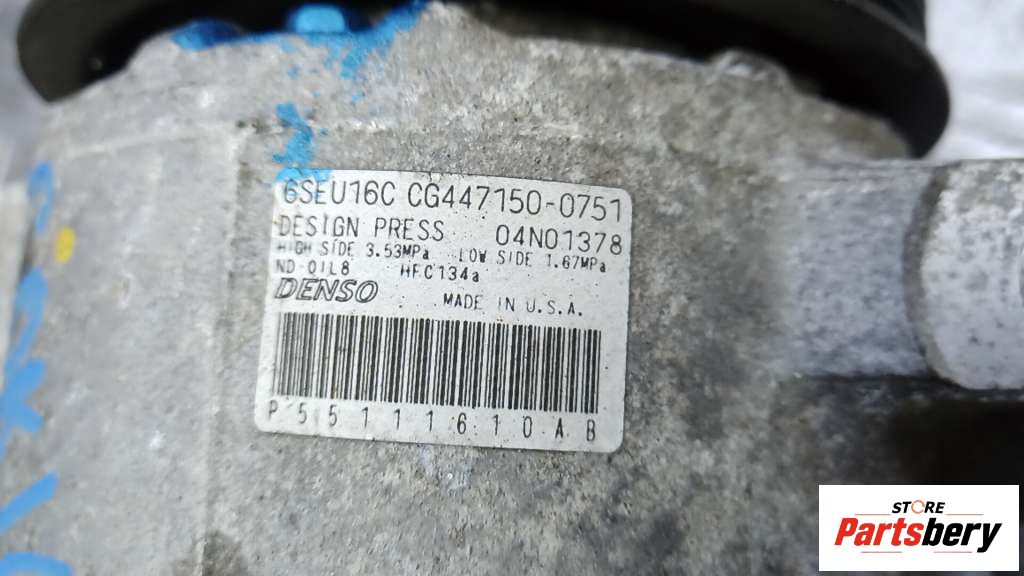 6SEU16C CG447150-0751
DESIGN PRESS 04N01378
HIGH SIDE 3.53MPa LOW SIDE 1.67MPa
ND-OIL8 HFC134a
DENSO MADE IN U.S.A.
P55111610AB
STORE
Partsbery